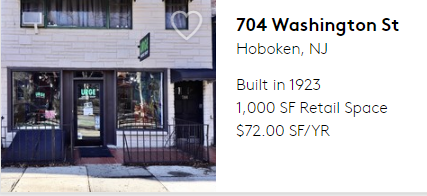 704 Washington St
Hoboken, NJ
Built in 1923
1,000 SF Retail Space
$72.00 SF/YR